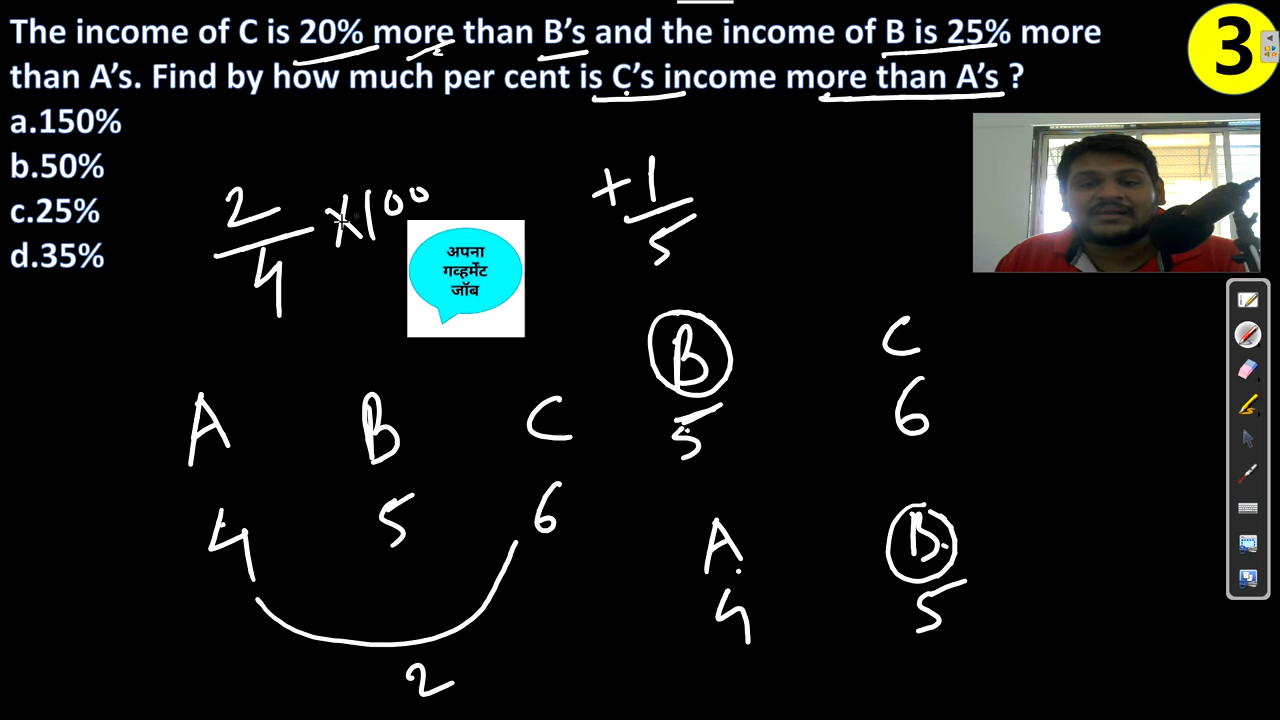 The income of C is 20% more than B's and the income of B is 25% more
than A's. Find by how much per cent is C's income more than A's ?
3
a.150%
b.50%
c.25%
d.35%
2/4 ×100
+1/5
अपना
गव्हर्मेंट
जॉब
B C
5 6
A B C
4 5 6
A B
4 5
2